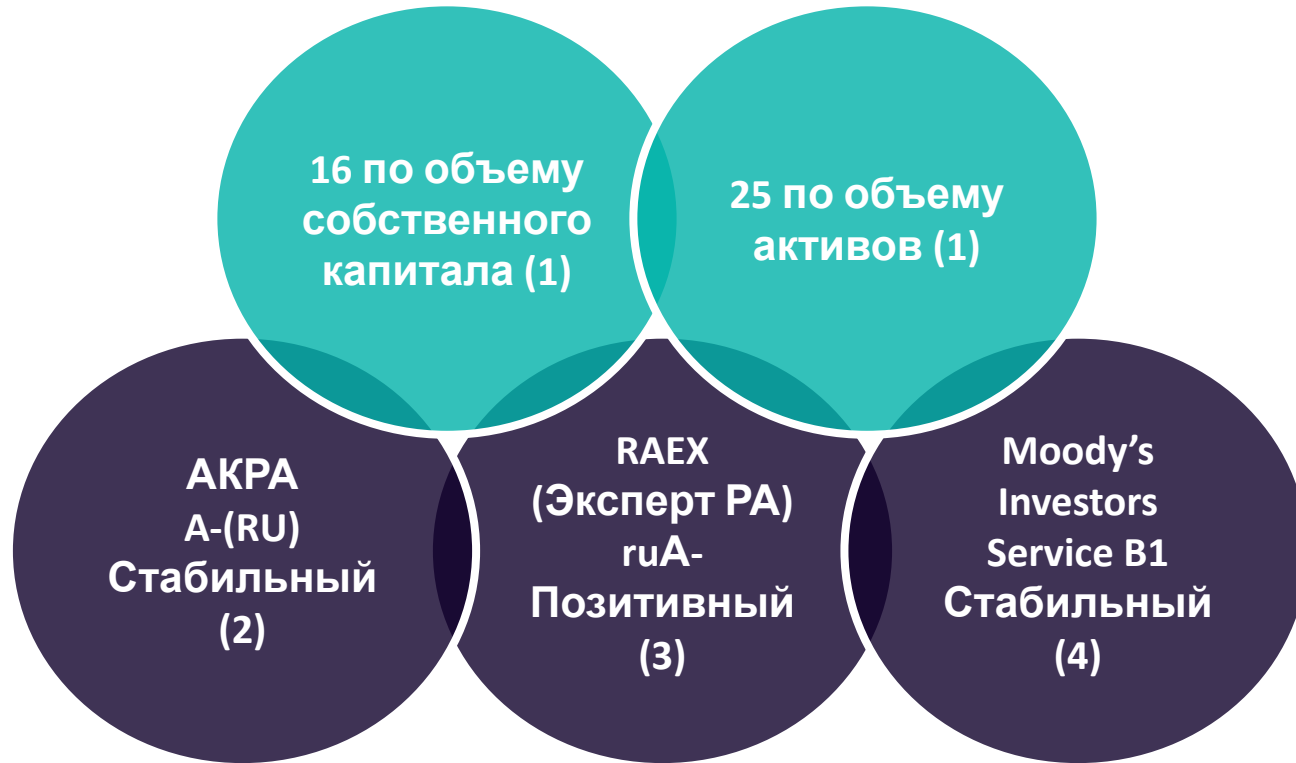 16 по объему
собственного
капитала (1)
25 по объему
активов (1)
АКРА
A-(RU)
Стабильный
(2)
RAEX
(Эксперт РА)
ruА-
Позитивный
(3)
Moody’s
Investors
Service B1
Стабильный
(4)